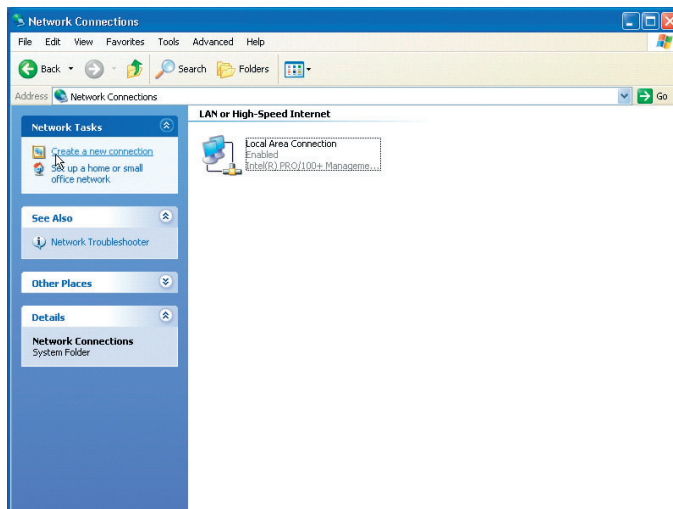 Network Connections
File Edit View Favorites Tools Advanced Help
Back Search Folders
Address Network Connections Go
Network Tasks
Create a new connection
Set up a home or small
office network
See Also
Network Troubleshooter
Other Places
Details
Network Connections
System Folder
LAN or High-Speed Internet
Local Area Connection
Enabled
Intel(R) PRO/100+ Manageme...